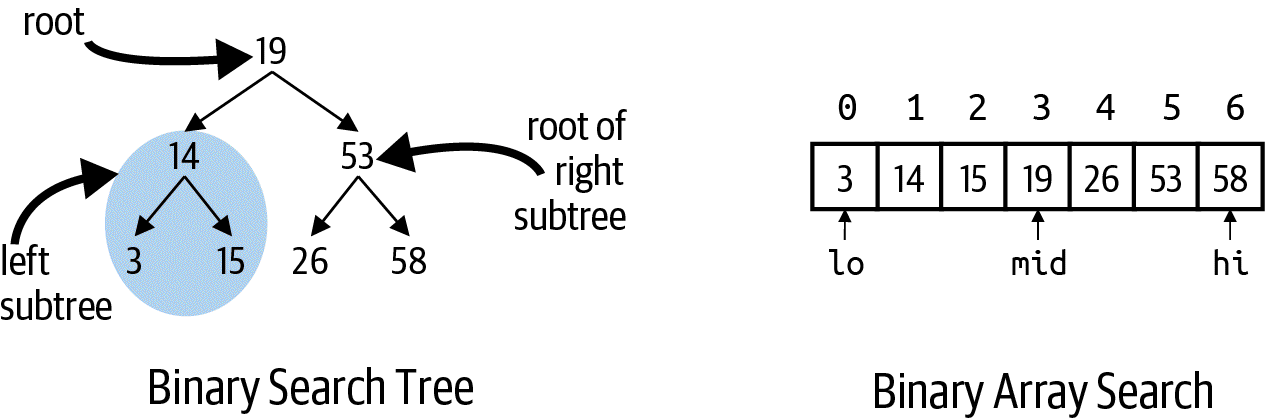 root
19
14
53
root of
right
subtree
3
15
26
58
left
subtree
Binary Search Tree
0 1 2 3 4 5 6
3 14 15 19 26 53 58
lo mid hi
Binary Array Search